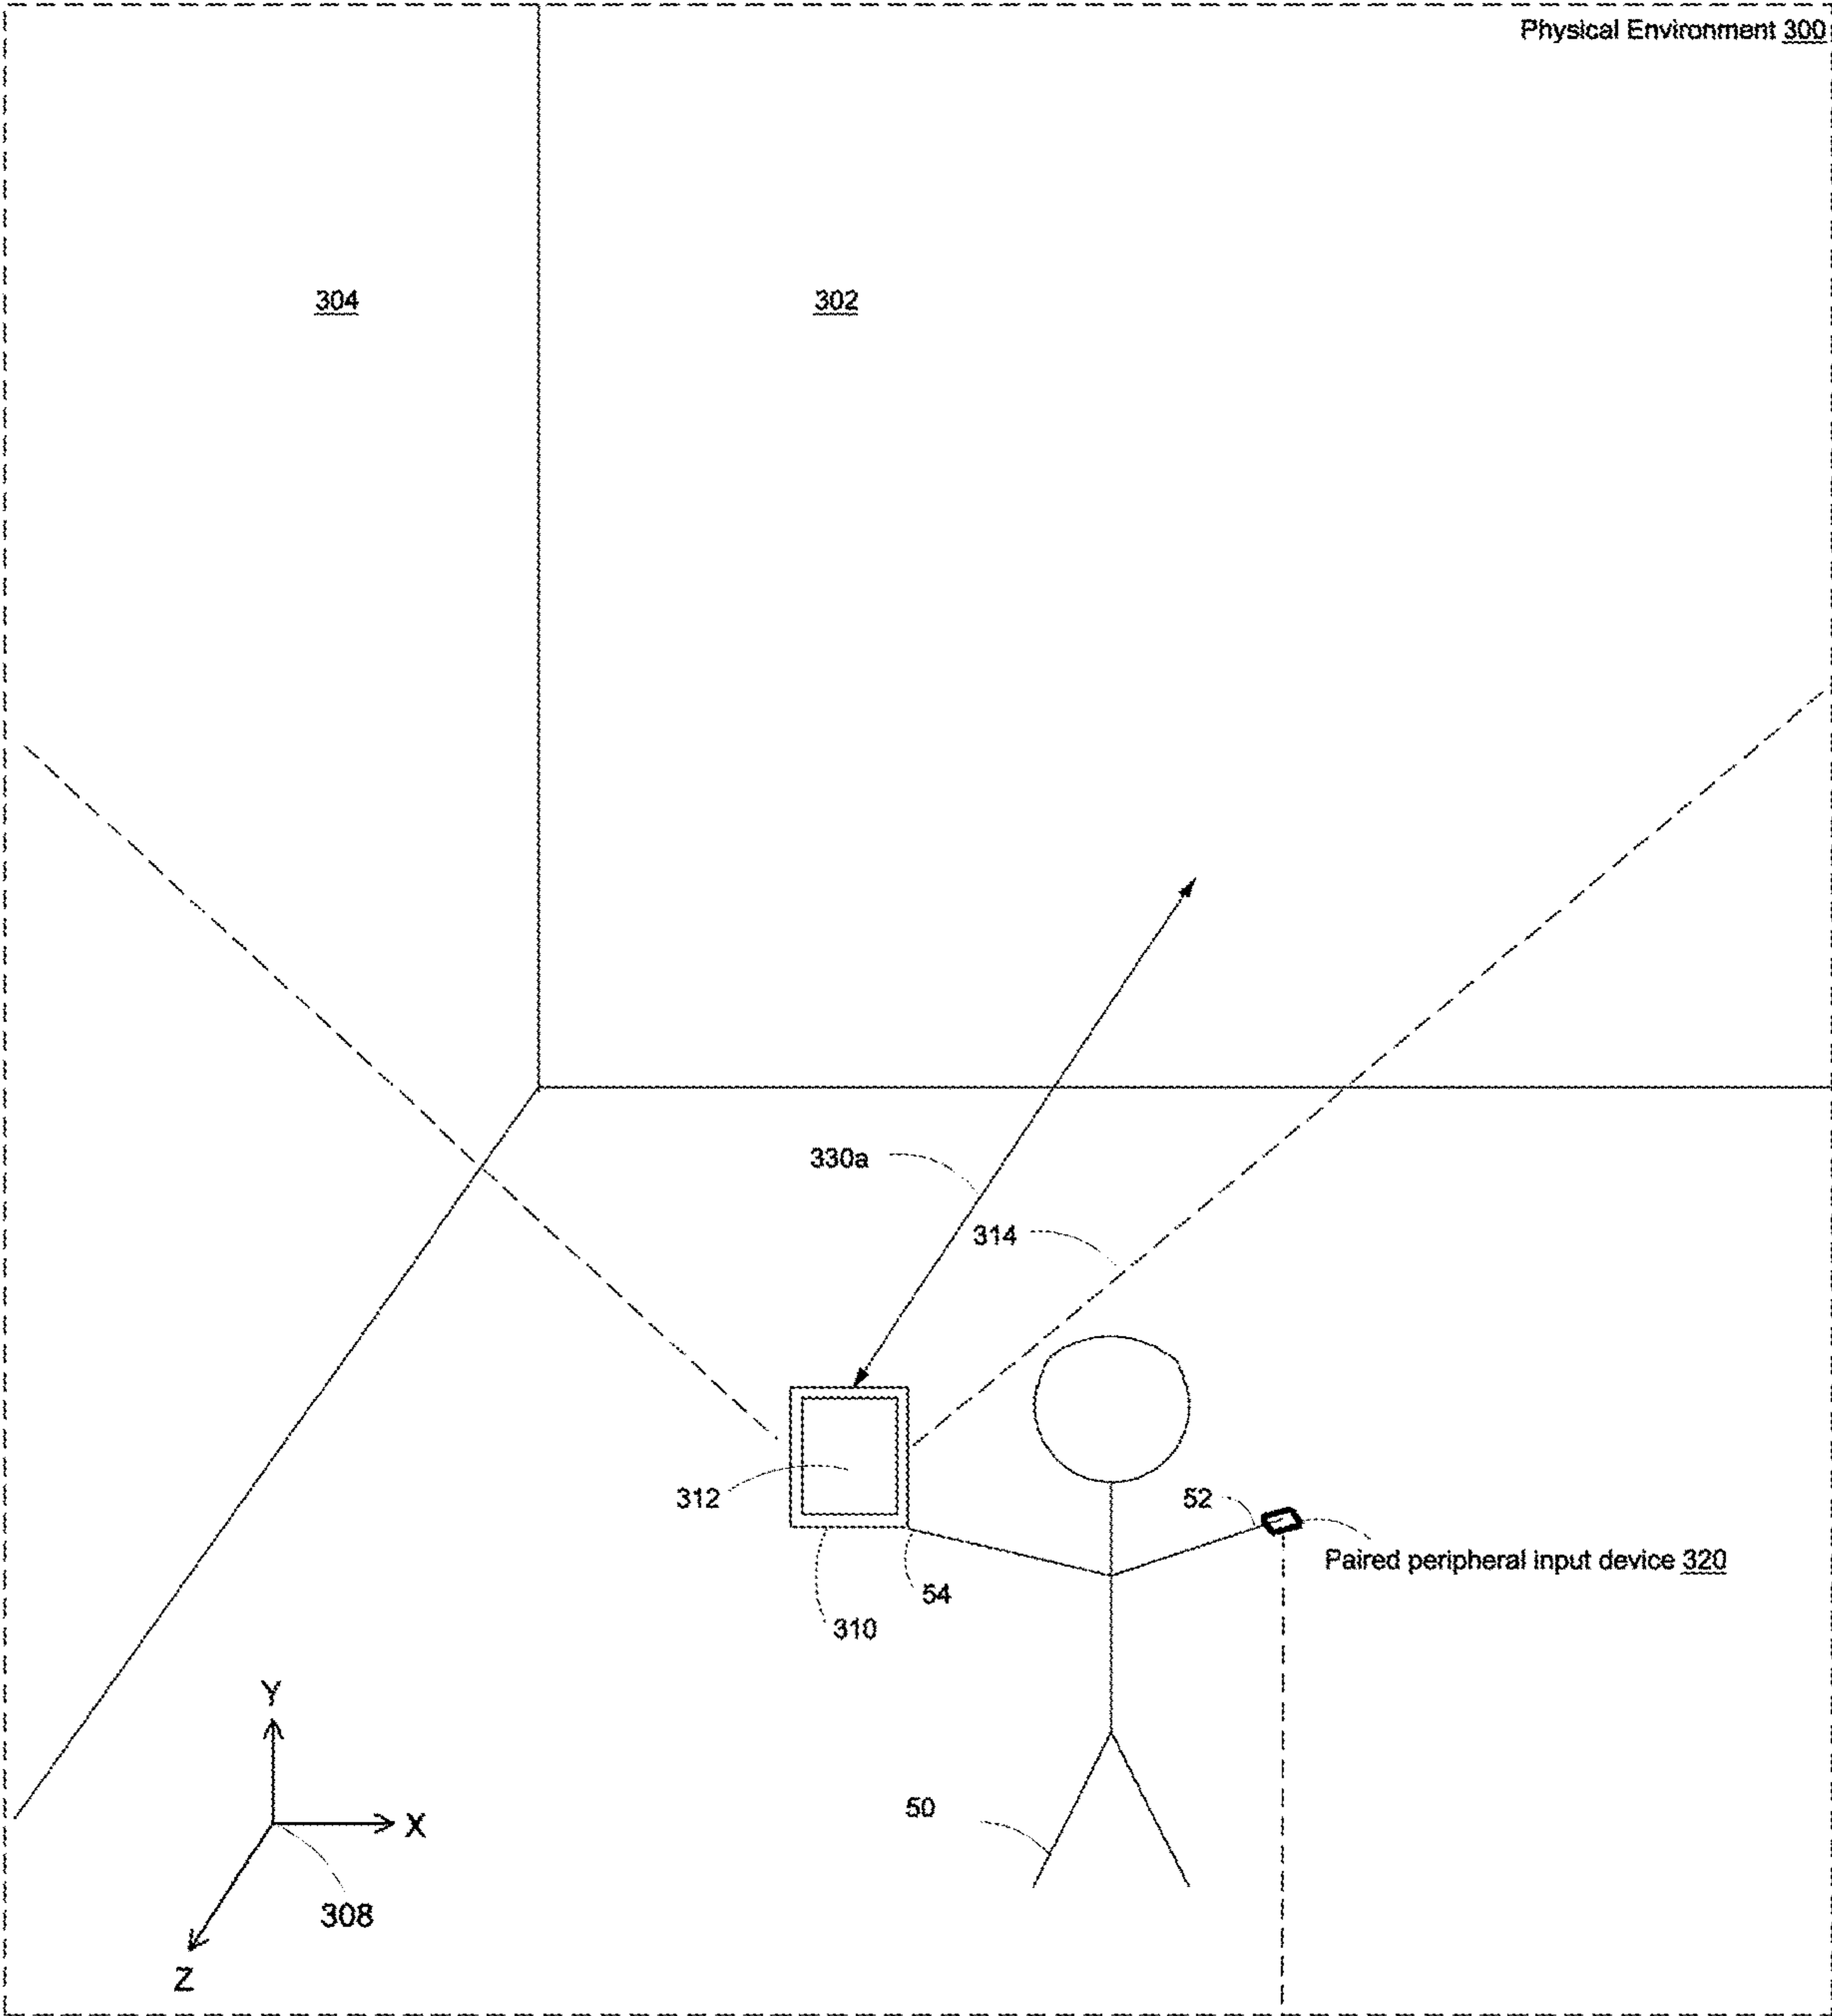 Physical Environment 300
304
302
330a
314
312
52
Paired peripheral input device 320
54
310
Y
50
X
308
Z